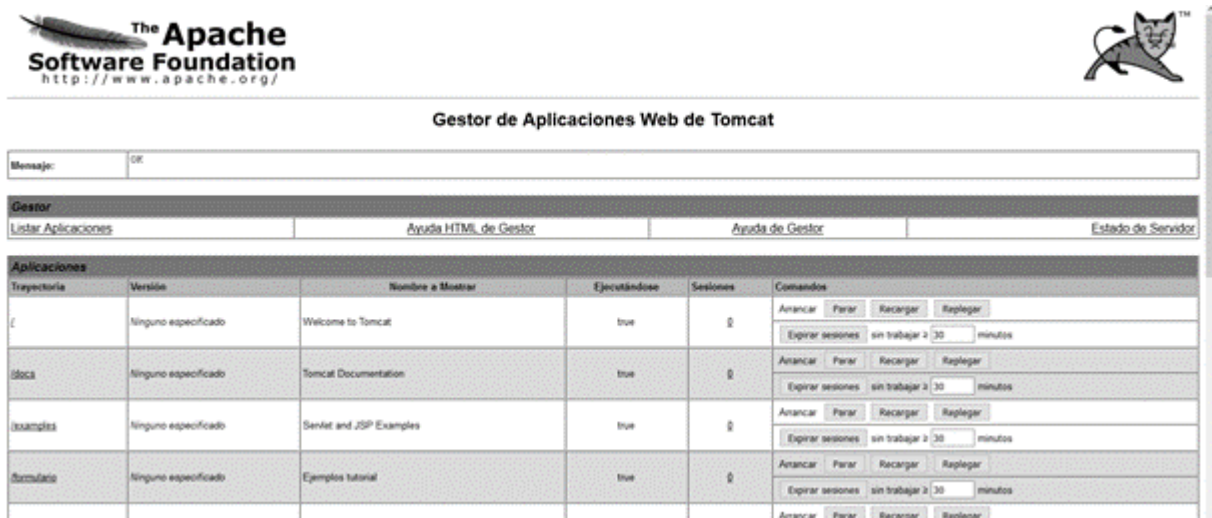 The Apache
Software Foundation
http://www.apache.org/
TM
Gestor de Aplicaciones Web de Tomcat
Mensaje: OK
Gestor
Listar Aplicaciones Ayuda HTML de Gestor Ayuda de Gestor Estado de Servidor
Aplicaciones
Trayectoria Versión Nombre a Mostrar Ejecutándose Sesiones Comandos
/ Ninguno especificado Welcome to Tomcat true 0 Arrancar Parar Recargar Replegar
Expirar sesiones sin trabajar ≥ 30 minutos
/docs Ninguno especificado Tomcat Documentation true 0 Arrancar Parar Recargar Replegar
Expirar sesiones sin trabajar ≥ 30 minutos
/examples Ninguno especificado Servlet and JSP Examples true 0 Arrancar Parar Recargar Replegar
Expirar sesiones sin trabajar ≥ 30 minutos
/formulario Ninguno especificado Ejemplos tutorial true 0 Arrancar Parar Recargar Replegar
Expirar sesiones sin trabajar ≥ 30 minutos
Arrancar Parar Recargar Replegar